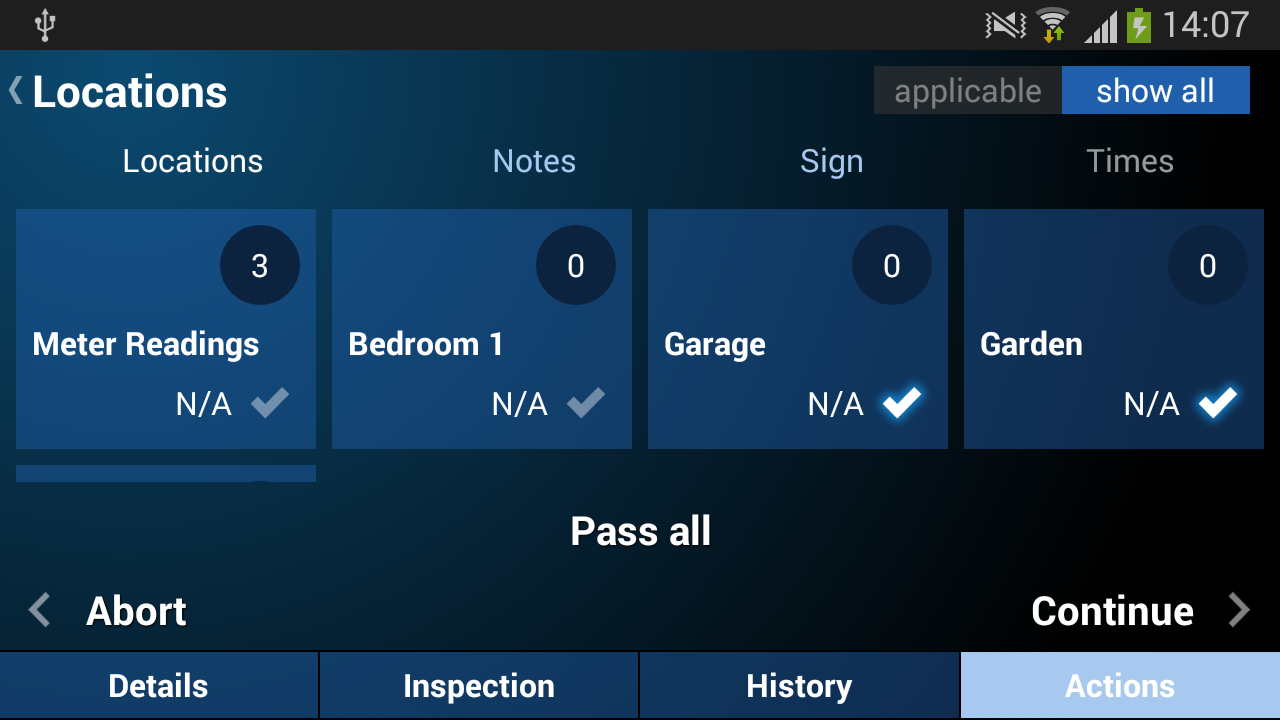 14:07
Locations
applicable show all
Locations Notes Sign Times
3 0 0 0
Meter Readings Bedroom 1 Garage Garden
N/A N/A N/A N/A
Pass all
Abort Continue
Details Inspection History Actions